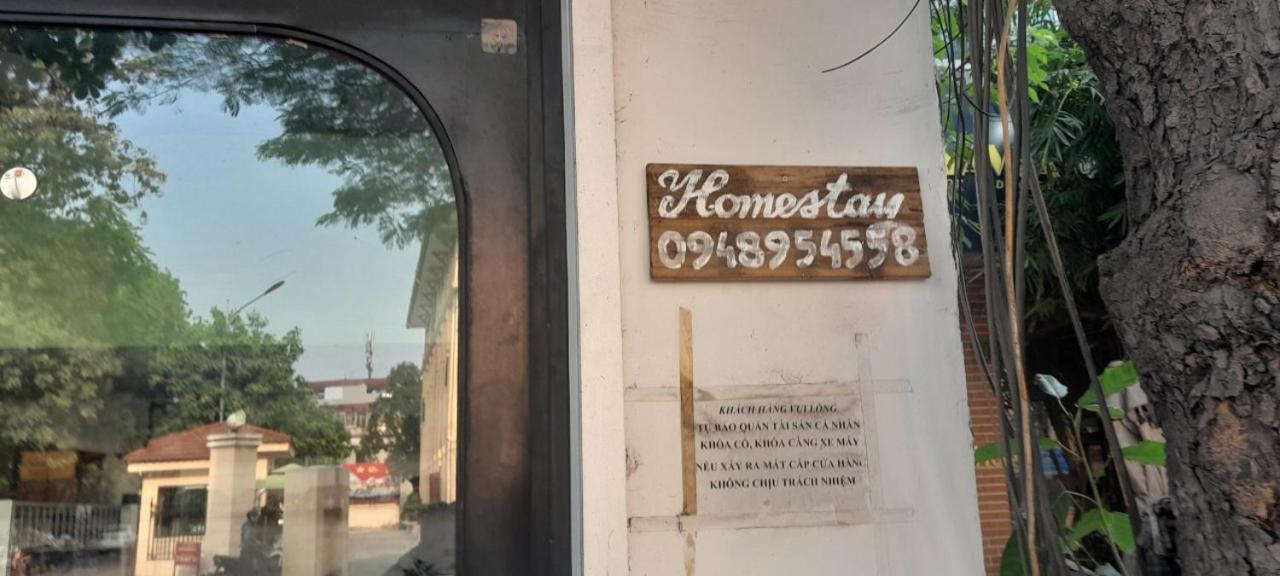 Homestay
0948954558
KHÁCH HÀNG VUI LÒNG
TỰ BẢO QUẢN TÀI SẢN CÁ NHÂN
KHÓA CỔ, KHÓA CÀNG XE MÁY
NẾU XẢY RA MẤT CẮP CỬA HÀNG
KHÔNG CHỊU TRÁCH NHIỆM